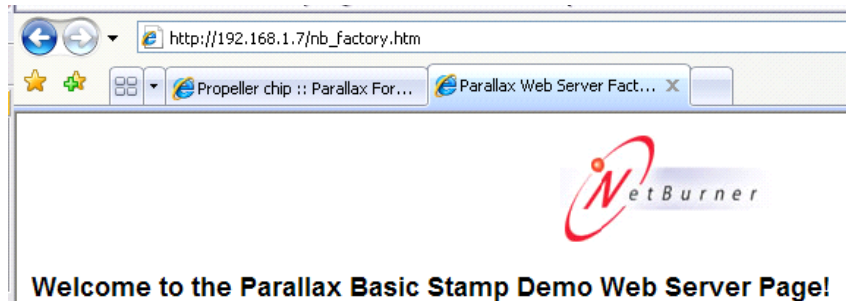 http://192.168.1.7/nb_factory.htm
Propeller chip :: Parallax For...
Parallax Web Server Fact...
NetBurner
Welcome to the Parallax Basic Stamp Demo Web Server Page!